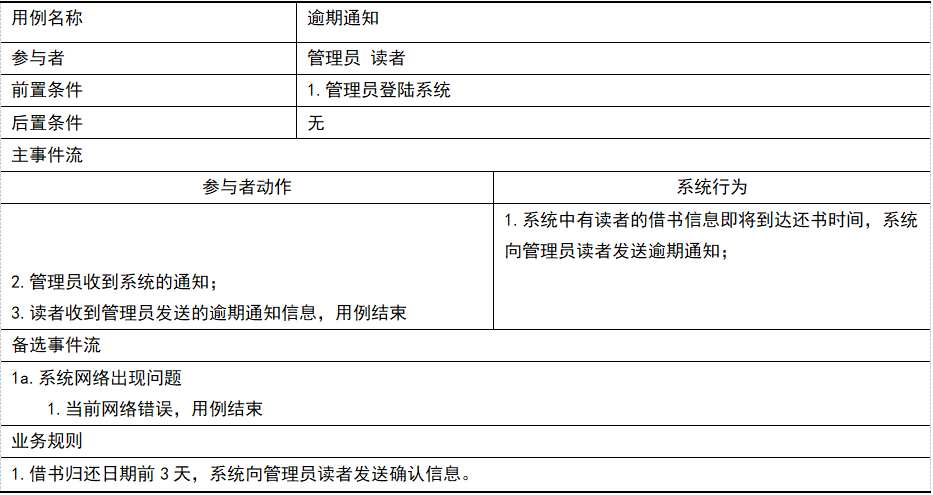 用例名称 逾期通知
参与者 管理员 读者
前置条件 1.管理员登陆系统
后置条件 无
主事件流
参与者动作 系统行为
1.系统中有读者的借书信息即将到达还书时间，系统
向管理员读者发送逾期通知；
2.管理员收到系统的通知；
3.读者收到管理员发送的逾期通知信息，用例结束
备选事件流
1a.系统网络出现问题
1.当前网络错误，用例结束
业务规则
1.借书归还日期前3天，系统向管理员读者发送确认信息。